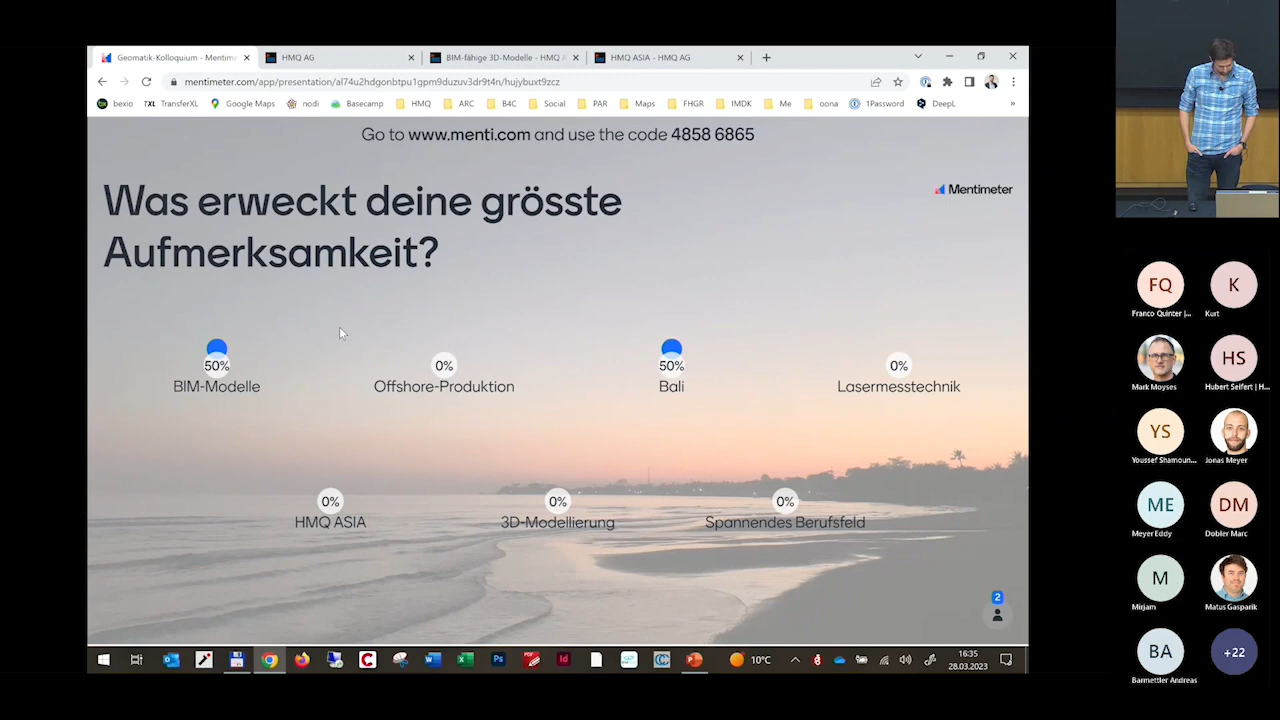 Geomatik-Kolloquium - Mentime
HMQ AG
BIM-fähige 3D-Modelle - HMQ A
HMQ ASIA - HMQ AG
mentimeter.com/app/presentation/al74u2hdgonbtpu1gpm9duzuv3dr9t4n/hujybuxt9zcz
bexio TXL TransferXL Google Maps nodi Basecamp HMQ ARC B4C Social PAR Maps FHGR IMDK Me oona 1Password DeepL »
Go to www.menti.com and use the code 4858 6865
Mentimeter
Was erweckt deine grösste
Aufmerksamkeit?
50% 0% 50% 0%
BIM-Modelle Offshore-Produktion Bali Lasermesstechnik
0% 0% 0%
HMQ ASIA 3D-Modellierung Spannendes Berufsfeld
2
10°C
16:35
28.03.2023
FQ K
Franco Quinter |... Kurt
HS
Mark Moyses Hubert Seifert | H...
YS
Youssef Shamoun... Jonas Meyer
ME DM
Meyer Eddy Dobler Marc
M
Mirjam Matus Gasparik
BA +22
Barmettler Andreas